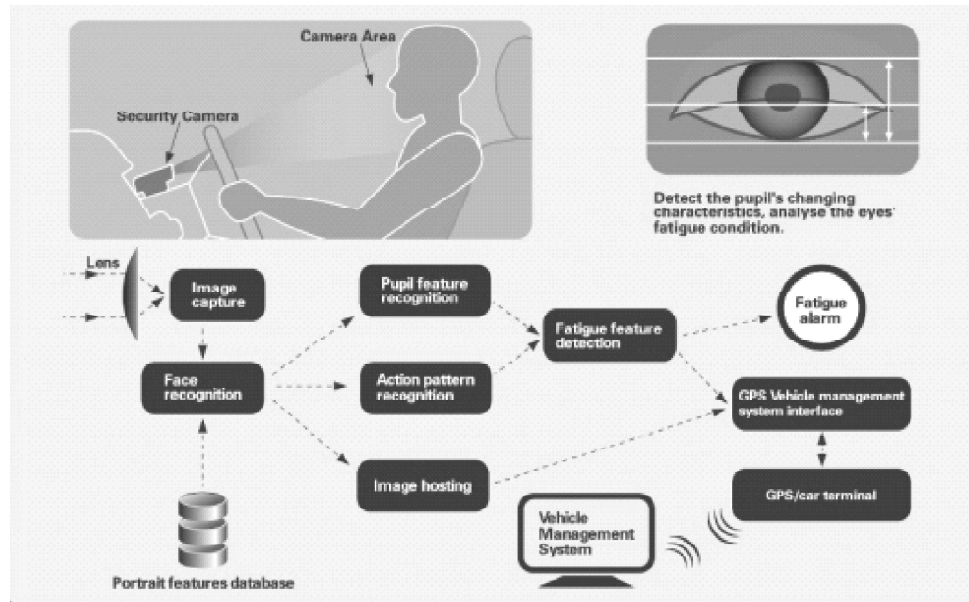 Camera Area
Security Camera
Detect the pupil's changing
characteristics, analyse the eyes'
fatigue condition.
Lens
Image
capture
Pupil feature
recognition
Fatigue
alarm
Fatigue feature
detection
Face
recognition
Action pattern
recognition
GPS Vehicle management
system interface
Image hosting
GPS/car terminal
Vehicle
Management
System
Portrait features database